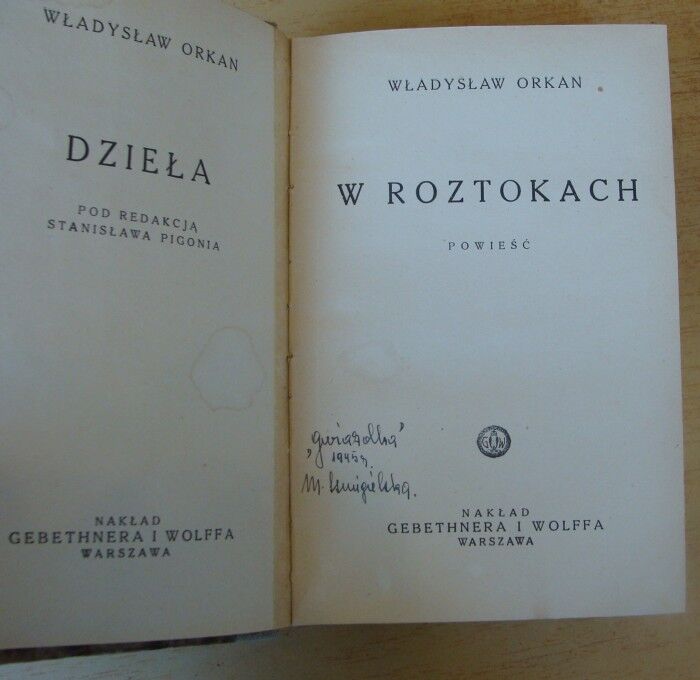 WŁADYSŁAW ORKAN
DZIEŁA
POD REDAKCJĄ
STANISŁAWA PIGONIA
NAKŁAD
GEBETHNERA I WOLFFA
WARSZAWA
WŁADYSŁAW ORKAN
W ROZTOKACH
POWIEŚĆ
„gwiazdka”
1945 r.
M.
G W
NAKŁAD
GEBETHNERA I WOLFFA
WARSZAWA